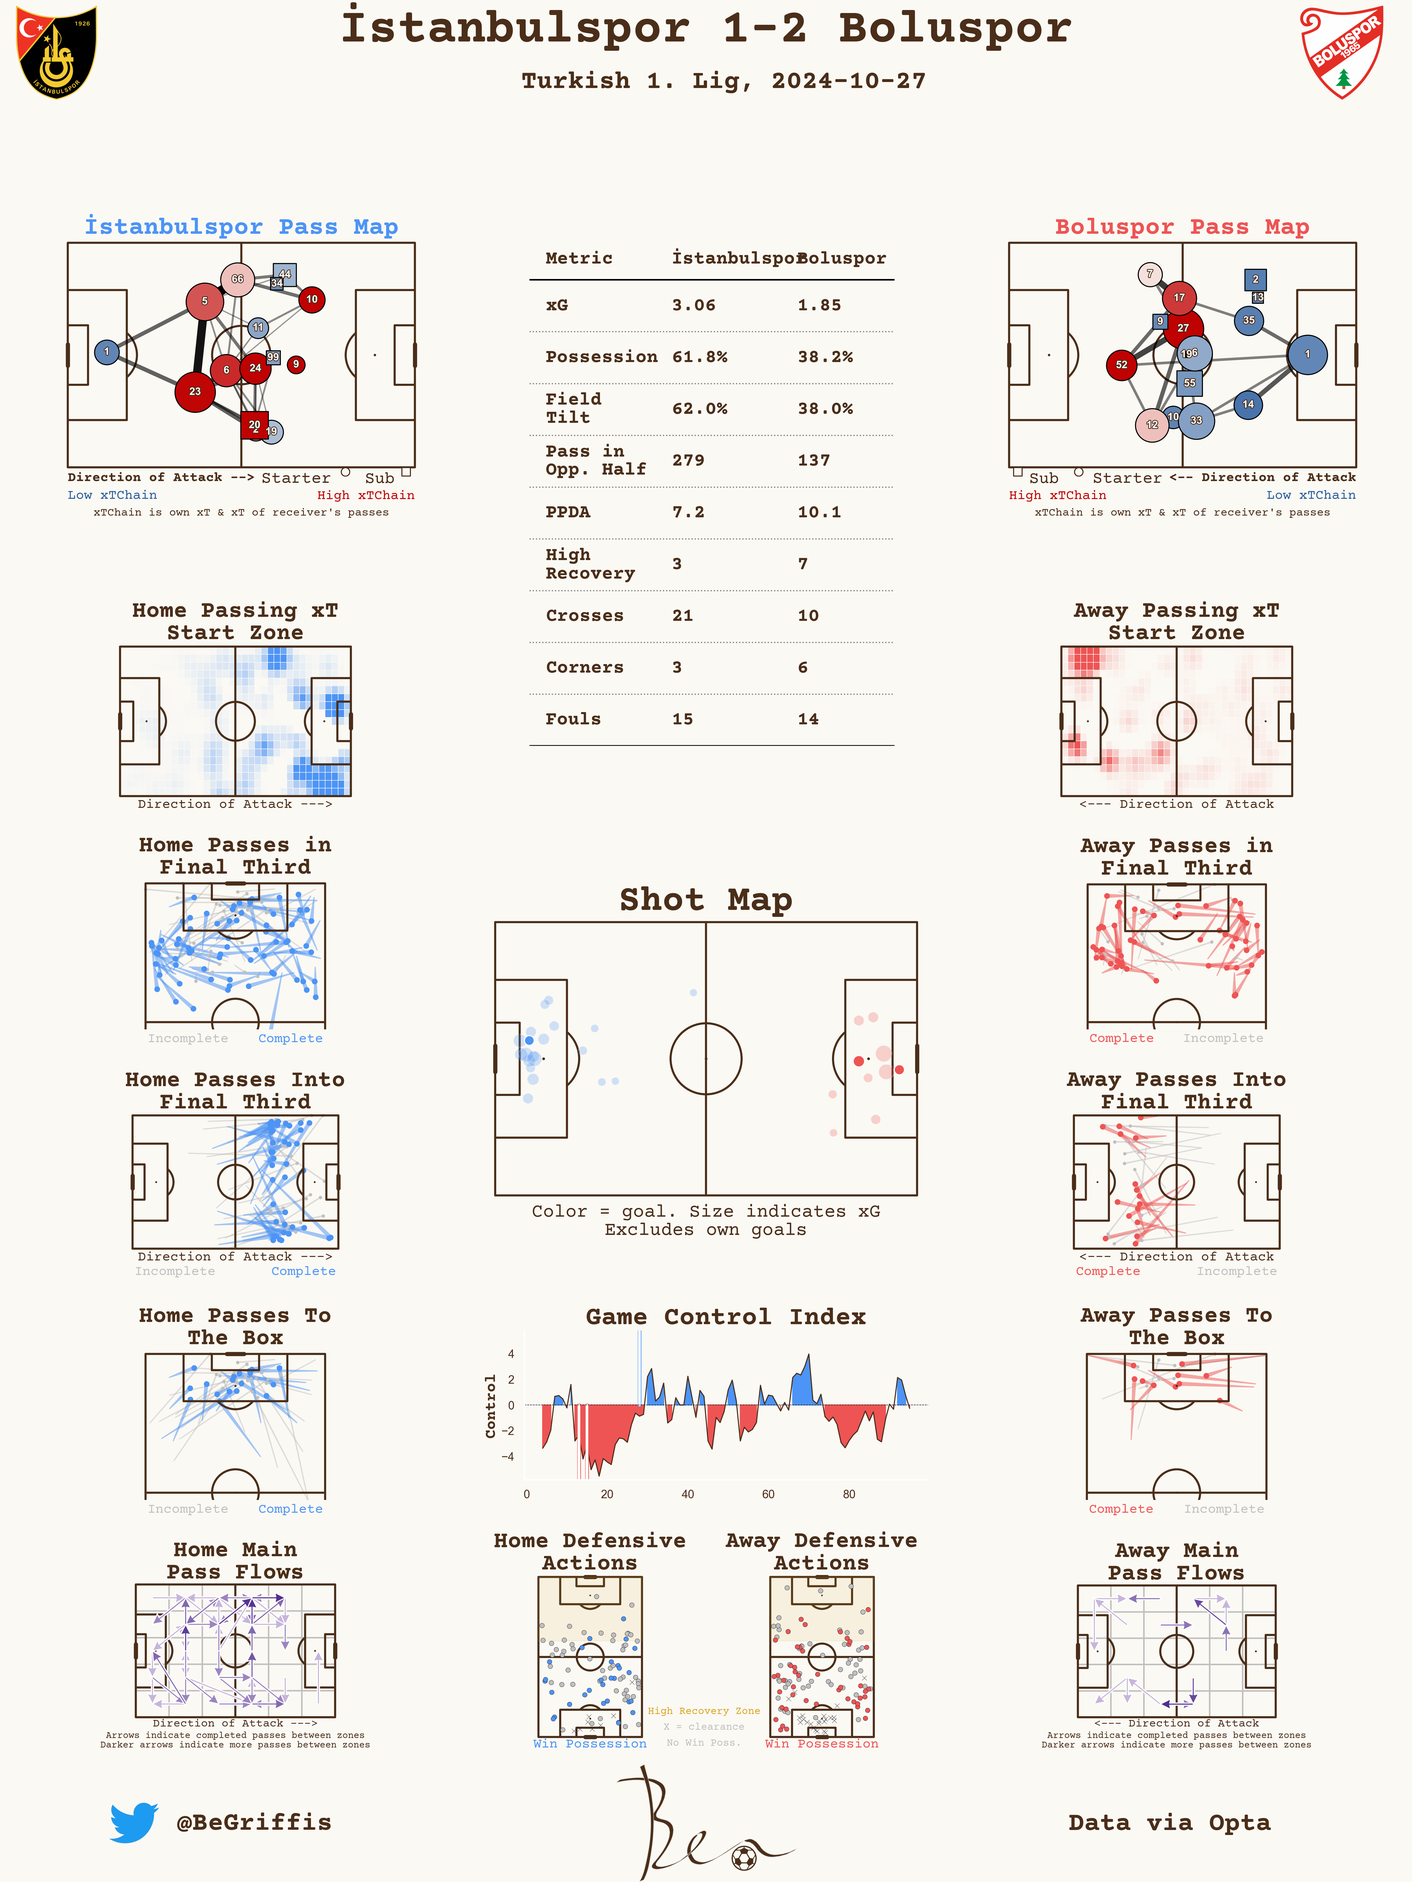 İstanbulspor 1-2 Boluspor
Turkish 1. Lig, 2024-10-27
1926
İSTANBULSPOR
BOLUSPOR
1965
İstanbulspor Pass Map
66
44
34
5
10
11
1
99
6
24
9
23
20
2
19
Direction of Attack --> Starter Sub
Low xTChain High xTChain
xTChain is own xT & xT of receiver's passes
Metric İstanbulspor Boluspor
xG 3.06 1.85
Possession 61.8% 38.2%
Field
Tilt 62.0% 38.0%
Pass in
Opp. Half 279 137
PPDA 7.2 10.1
High
Recovery 3 7
Crosses 21 10
Corners 3 6
Fouls 15 14
Boluspor Pass Map
7
2
17
13
9
35
27
19
6
1
52
55
14
10
12
33
Sub Starter <-- Direction of Attack
High xTChain Low xTChain
xTChain is own xT & xT of receiver's passes
Home Passing xT
Start Zone
Direction of Attack --->
Away Passing xT
Start Zone
<--- Direction of Attack
Home Passes in
Final Third
Incomplete Complete
Away Passes in
Final Third
Complete Incomplete
Shot Map
Color = goal. Size indicates xG
Excludes own goals
Home Passes Into
Final Third
Direction of Attack --->
Incomplete Complete
Away Passes Into
Final Third
<--- Direction of Attack
Complete Incomplete
Home Passes To
The Box
Incomplete Complete
Game Control Index
Control
4
2
0
−2
−4
0 20 40 60 80
Away Passes To
The Box
Complete Incomplete
Home Main
Pass Flows
Direction of Attack --->
Arrows indicate completed passes between zones
Darker arrows indicate more passes between zones
Home Defensive
Actions
Win Possession
Away Defensive
Actions
Win Possession
High Recovery Zone
X = clearance
No Win Poss.
Away Main
Pass Flows
<--- Direction of Attack
Arrows indicate completed passes between zones
Darker arrows indicate more passes between zones
@BeGriffis
Ben
Data via Opta